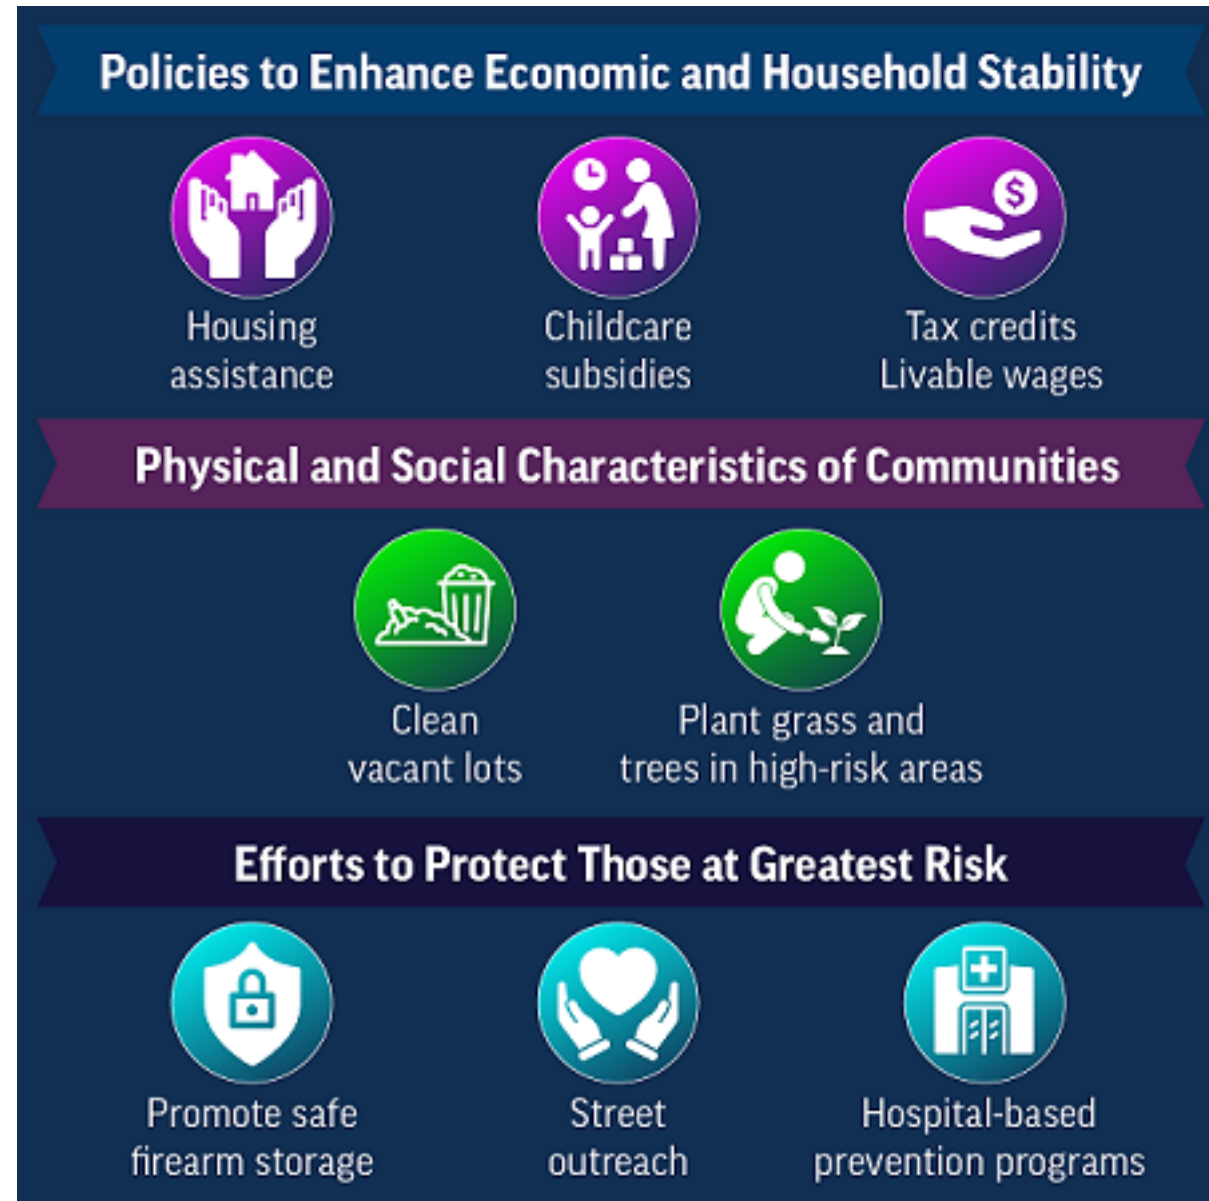 Policies to Enhance Economic and Household Stability
Housing
assistance
Childcare
subsidies
Tax credits
Livable wages
Physical and Social Characteristics of Communities
Clean
vacant lots
Plant grass and
trees in high-risk areas
Efforts to Protect Those at Greatest Risk
Promote safe
firearm storage
Street
outreach
Hospital-based
prevention programs